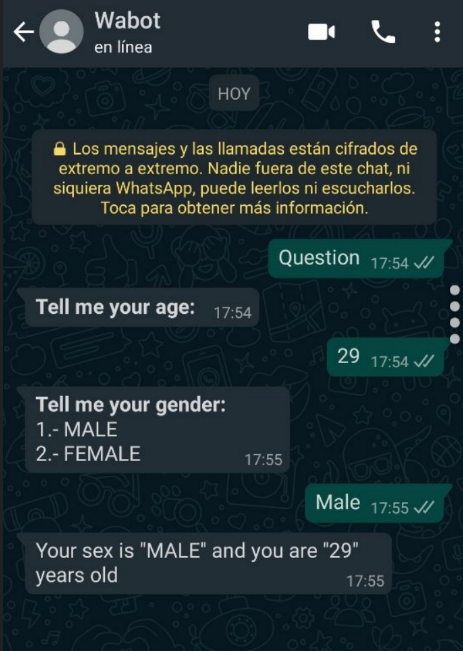 Wabot
en línea
HOY
Los mensajes y las llamadas están cifrados de
extremo a extremo. Nadie fuera de este chat, ni
siquiera WhatsApp, puede leerlos ni escucharlos.
Toca para obtener más información.
Question 17:54
Tell me your age: 17:54
29 17:54
Tell me your gender:
1.- MALE
2.- FEMALE 17:55
Male 17:55
Your sex is "MALE" and you are "29"
years old 17:55